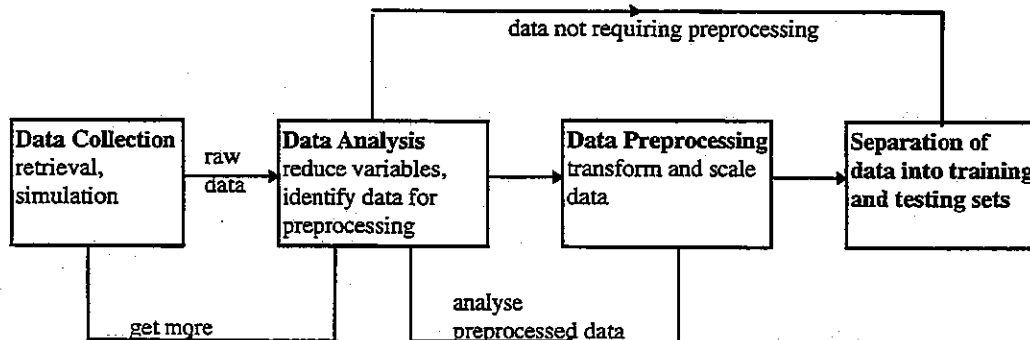 data not requiring preprocessing
Data Collection
retrieval,
simulation
raw
data
Data Analysis
reduce variables,
identify data for
preprocessing
Data Preprocessing
transform and scale
data
Separation of
data into training
and testing sets
get more
analyse
preprocessed data